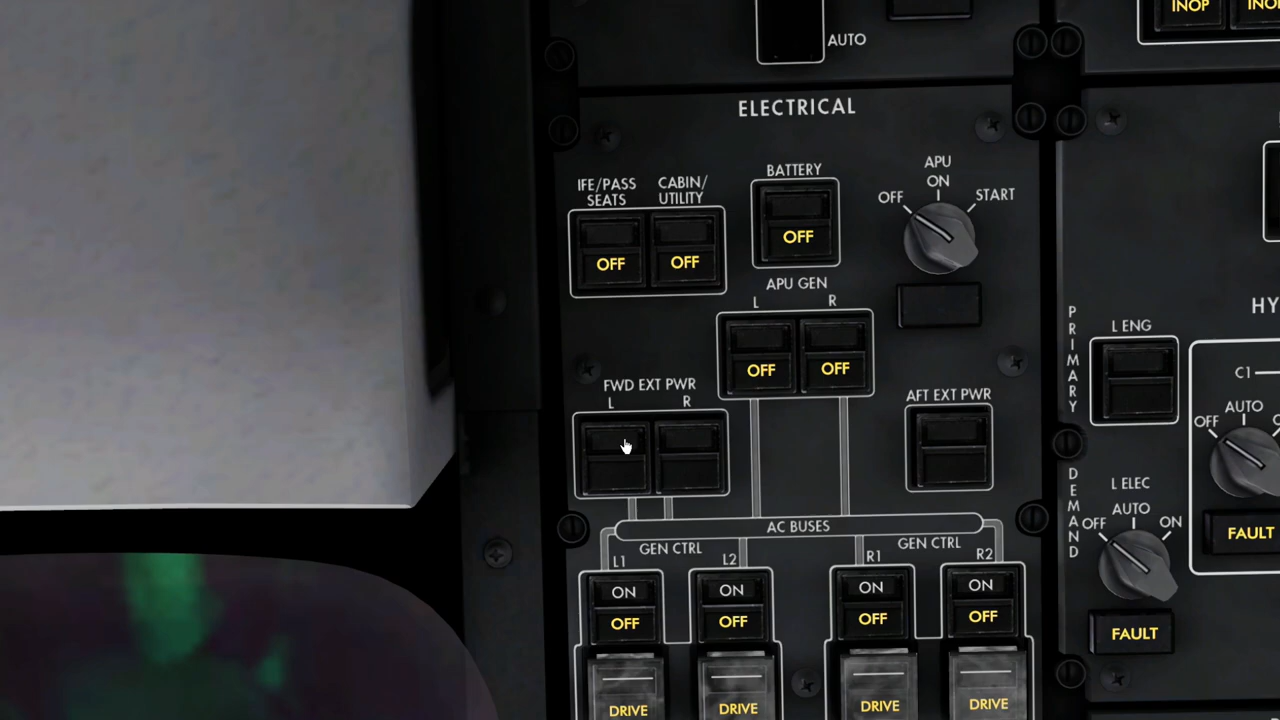 INOP
INOP
AUTO
ELECTRICAL
IFE/PASS
SEATS
CABIN/
UTILITY
BATTERY
APU
ON
OFF
START
OFF
OFF
OFF
APU GEN
L
R
OFF
OFF
FWD EXT PWR
L
R
AFT EXT PWR
AC BUSES
GEN CTRL
GEN CTRL
L1
L2
R1
R2
ON
ON
ON
ON
OFF
OFF
OFF
OFF
DRIVE
DRIVE
DRIVE
DRIVE
HY
PRIMARY
L ENG
C1
AUTO
OFF
DEMAND
L ELEC
AUTO
OFF
ON
FAULT
FAULT